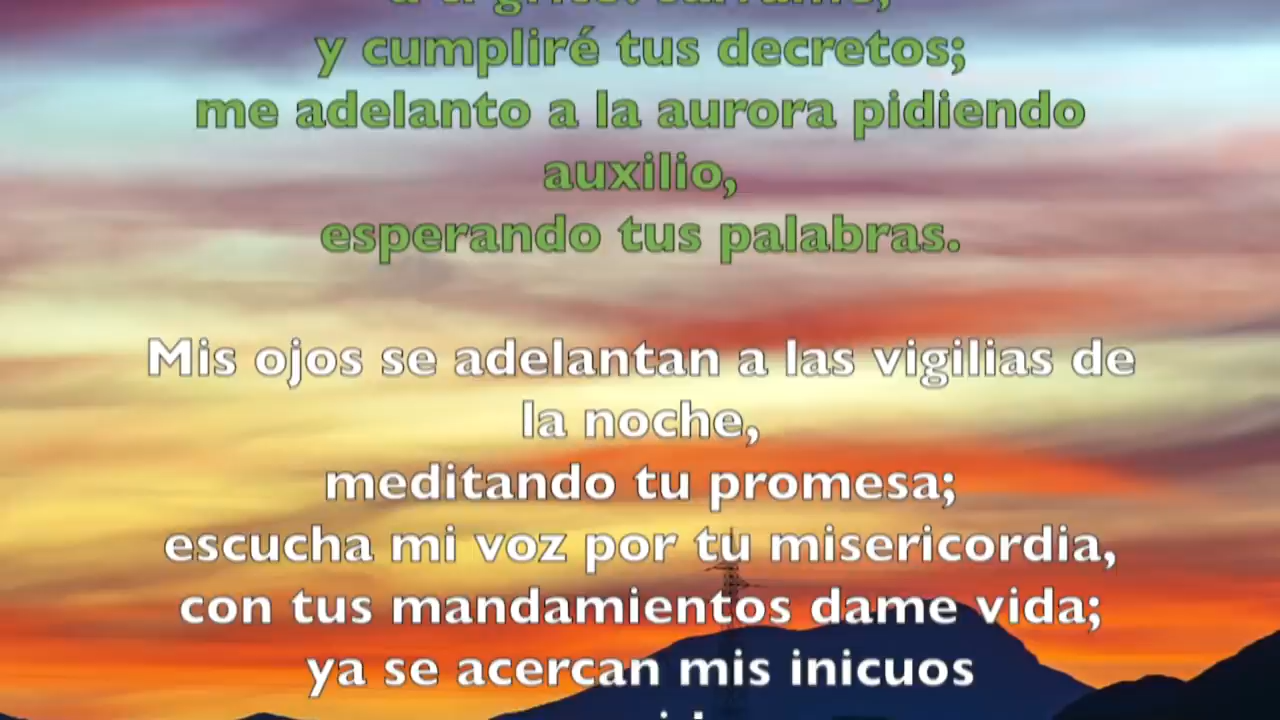 y cumpliré tus decretos;
me adelanto a la aurora pidiendo
auxilio,
esperando tus palabras.
Mis ojos se adelantan a las vigilias de
la noche,
meditando tu promesa;
escucha mi voz por tu misericordia,
con tus mandamientos dame vida;
ya se acercan mis inicuos